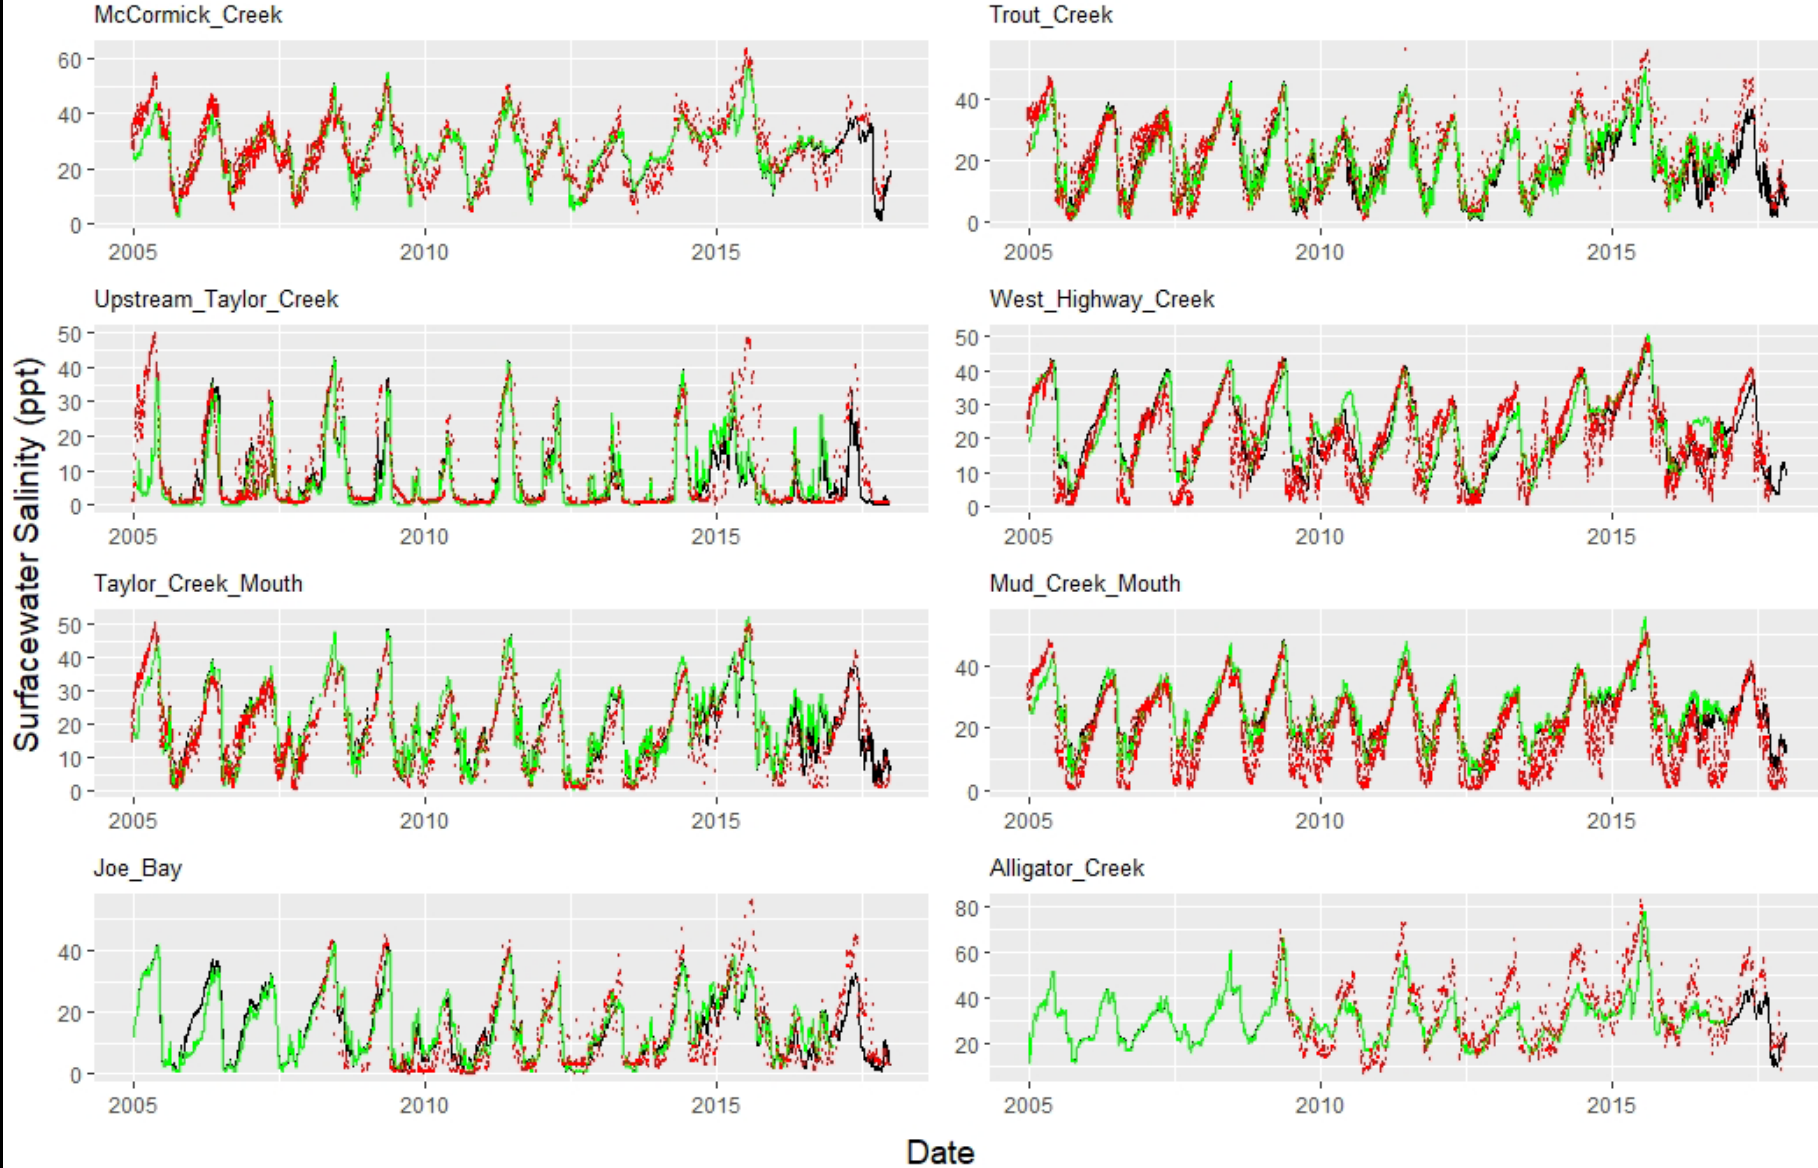 McCormick_Creek
60
40
20
0
2005 2010 2015
Trout_Creek
40
20
0
2005 2010 2015
Upstream_Taylor_Creek
50
40
30
20
10
0
2005 2010 2015
West_Highway_Creek
50
40
30
20
10
0
2005 2010 2015
Surfacewater Salinity (ppt)
Taylor_Creek_Mouth
50
40
30
20
10
0
2005 2010 2015
Mud_Creek_Mouth
40
20
0
2005 2010 2015
Joe_Bay
40
20
0
2005 2010 2015
Alligator_Creek
80
60
40
20
2005 2010 2015
Date